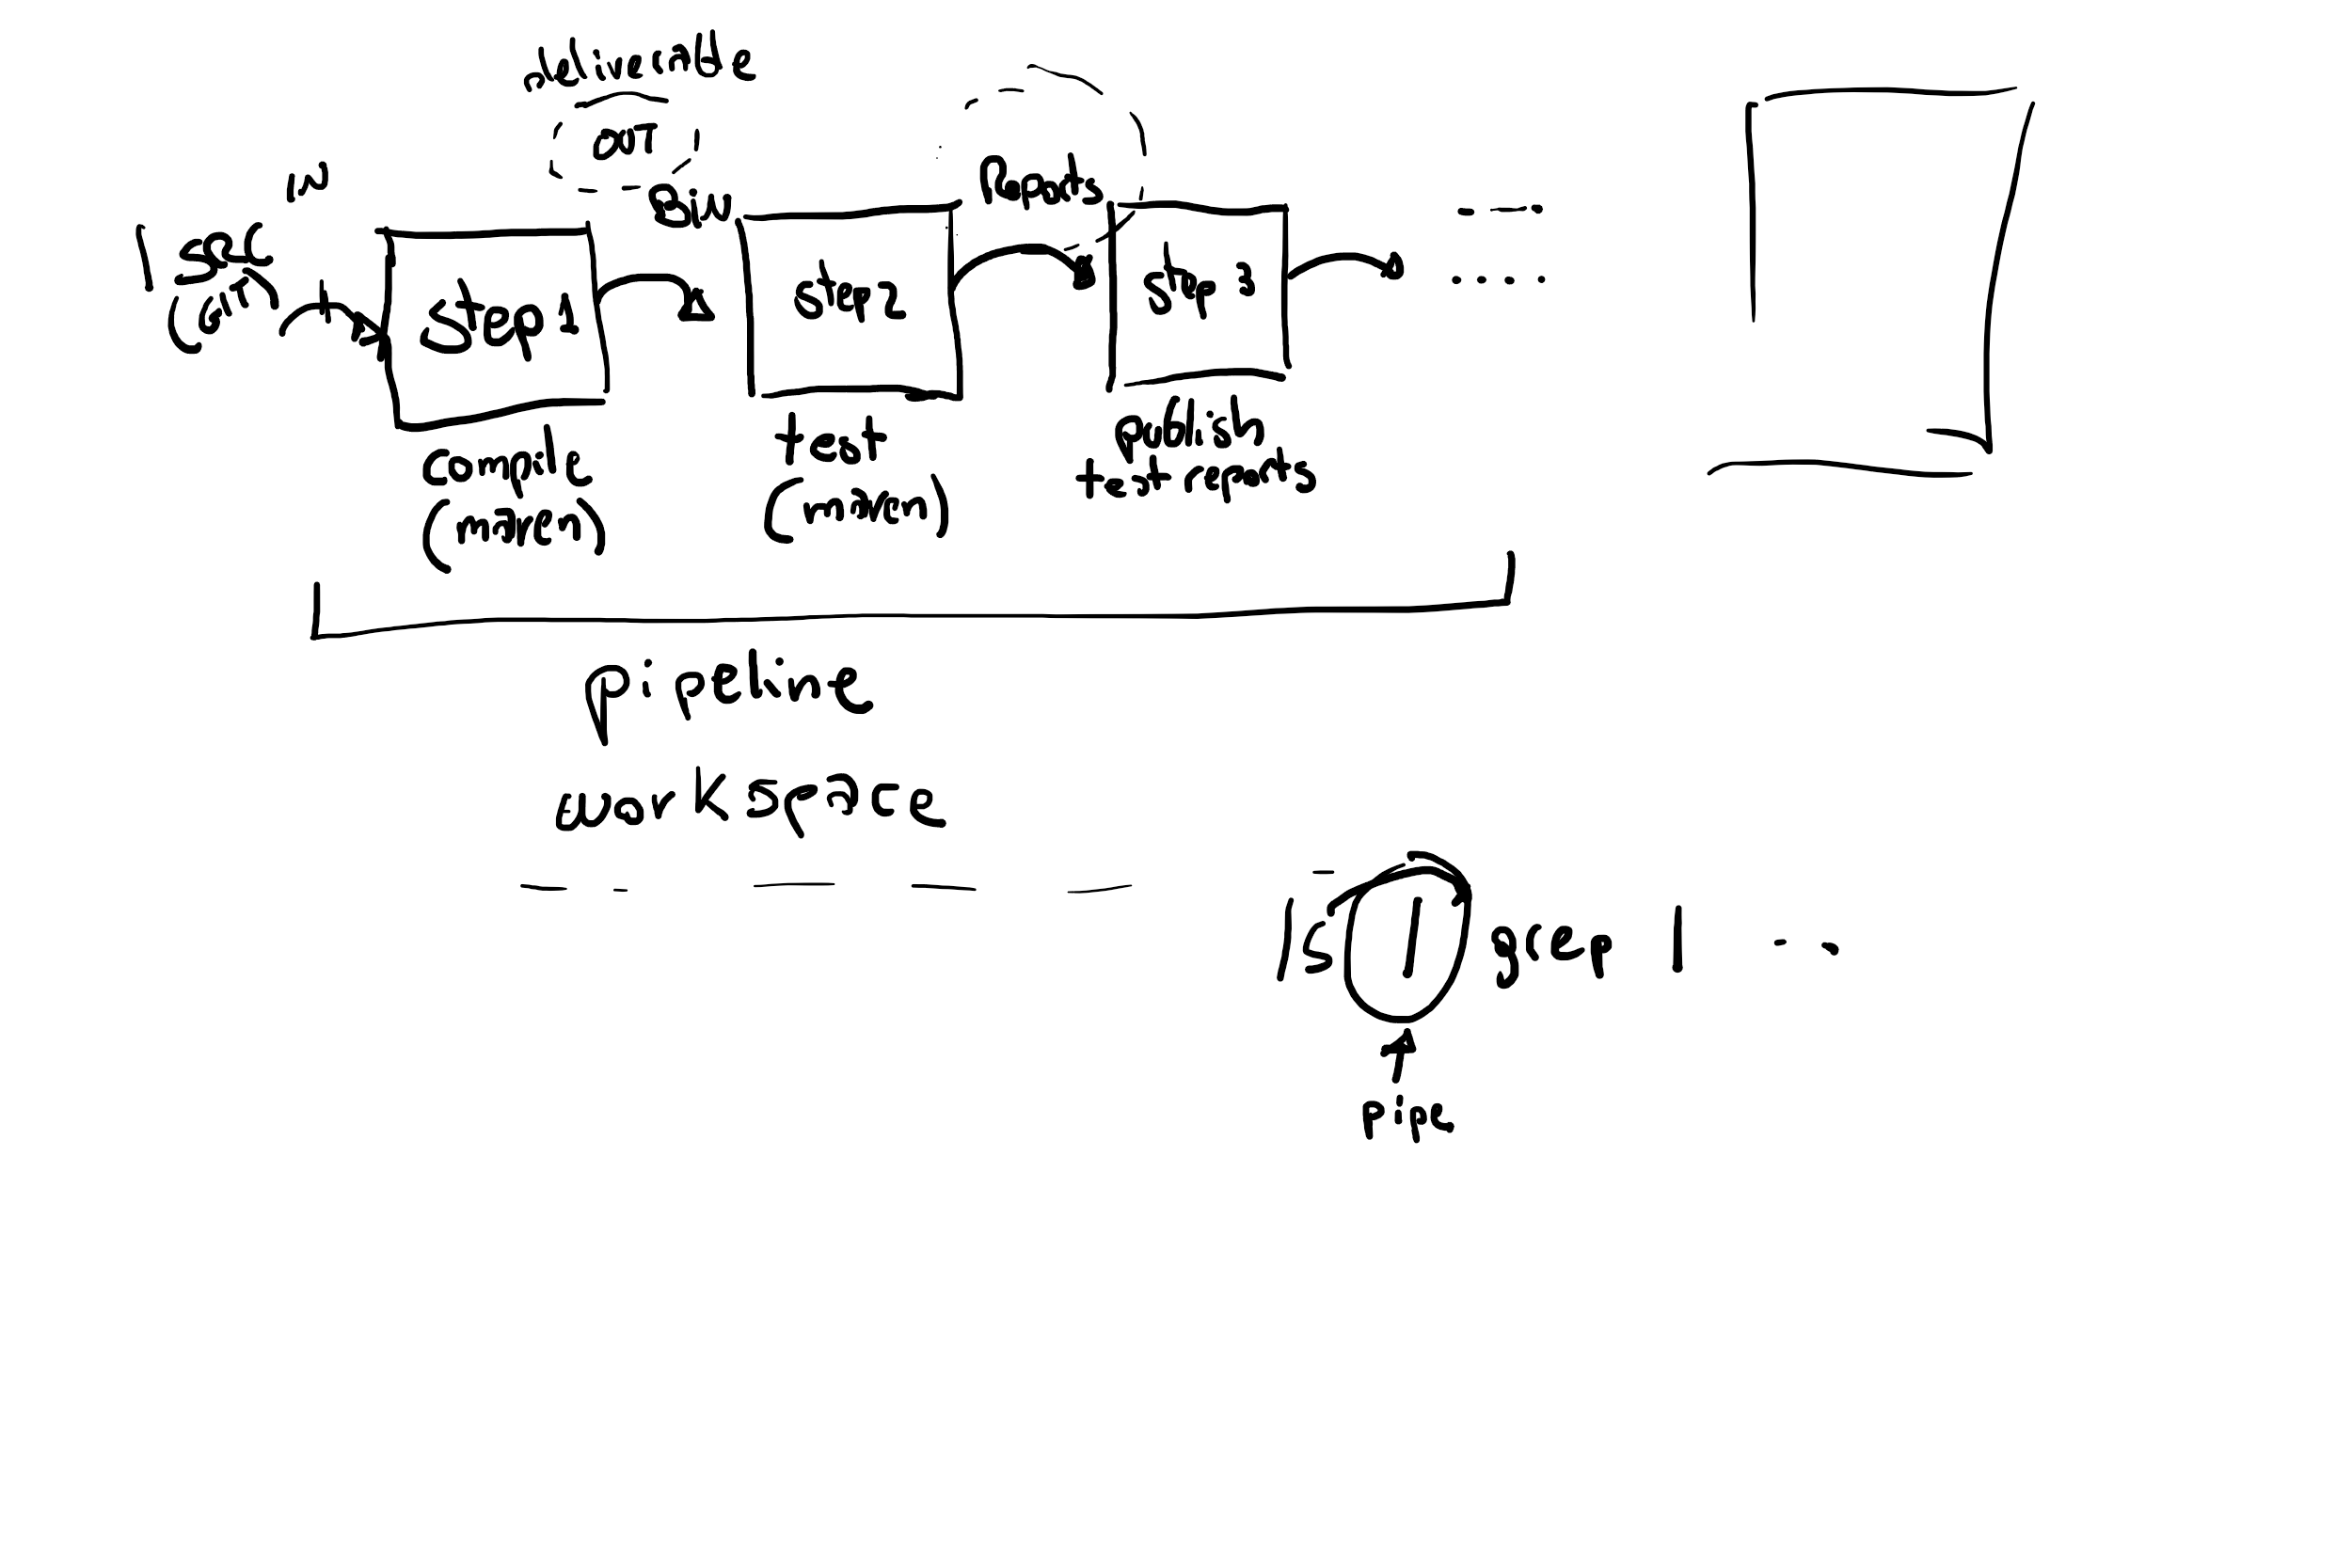 deliverable
OUT
IN
SRC
(git)
Bin
Reports
step 1
step 2
step 3
compile
(maven)
test
(maven)
publish
test reports
pipeline
workspace
ls | grep | ..
pipe